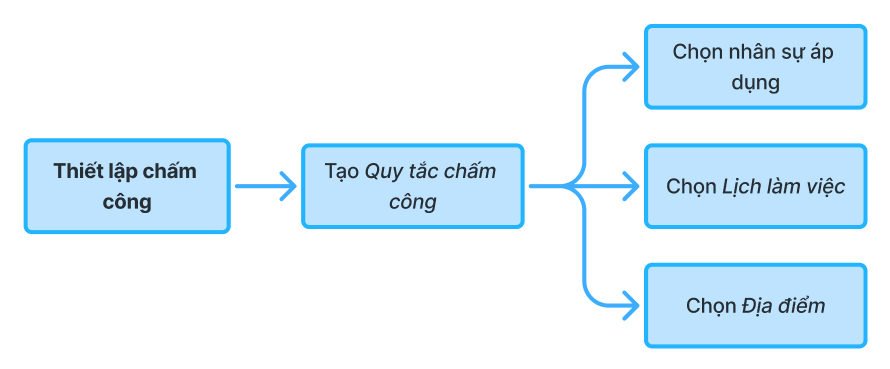 Thiết lập chấm
công
Tạo Quy tắc chấm
công
Chọn nhân sự áp
dụng
Chọn Lịch làm việc
Chọn Địa điểm